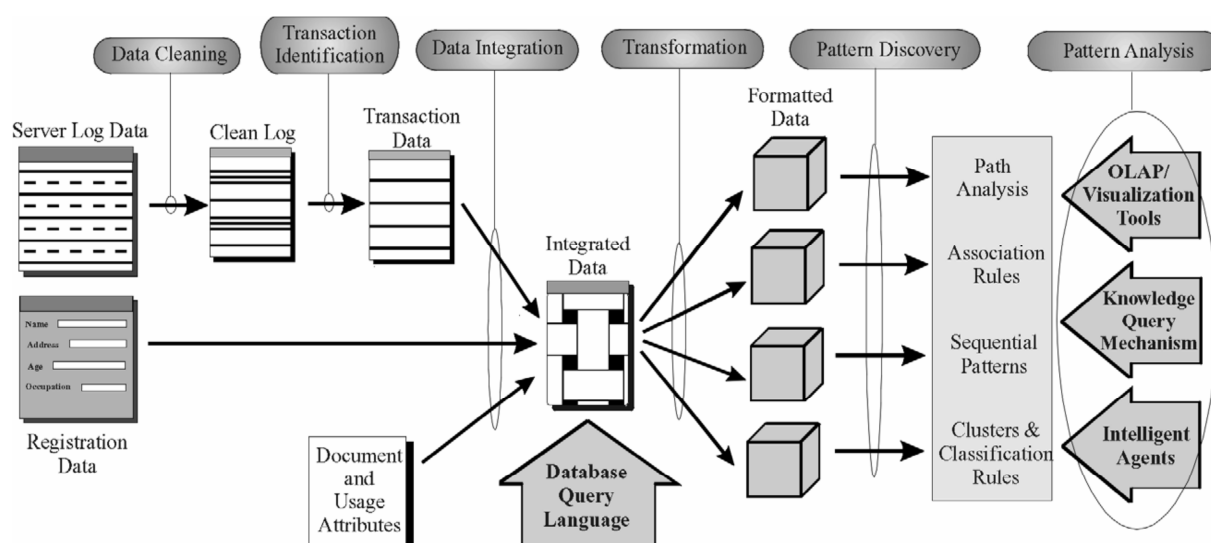 Data Cleaning
Transaction
Identification
Data Integration
Transformation
Pattern Discovery
Pattern Analysis
Server Log Data
Clean Log
Transaction
Data
Formatted
Data
Integrated
Data
Path
Analysis
Association
Rules
Sequential
Patterns
Clusters &
Classification
Rules
OLAP/
Visualization
Tools
Knowledge
Query
Mechanism
Intelligent
Agents
Name
Address
Age
Occupation
Registration
Data
Document
and
Usage
Attributes
Database
Query
Language